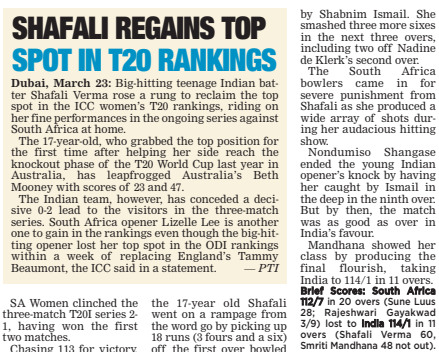 SHAFALI REGAINS TOP
SPOT IN T20 RANKINGS
Dubai, March 23: Big-hitting teenage Indian bat-
ter Shafali Verma rose a rung to reclaim the top
spot in the ICC women's T20 rankings, riding on
her fine performances in the ongoing series against
South Africa at home.
The 17-year-old, who grabbed the top position for
the first time after helping her side reach the
knockout phase of the T20 World Cup last year in
Australia, has leapfrogged Australia's Beth
Mooney with scores of 23 and 47.
The Indian team, however, has conceded a deci-
sive 0-2 lead to the visitors in the three-match
series. South Africa opener Lizelle Lee is another
one to gain in the rankings even though the big-hit-
ting opener lost her top spot in the ODI rankings
within a week of replacing England's Tammy
Beaumont, the ICC said in a statement. — PTI
SA Women clinched the
three-match T20I series 2-
1, having won the first
two matches.
Chasing 113 for victory,
the 17-year old Shafali
went on a rampage from
the word go by picking up
18 runs (3 fours and a six)
off the first over bowled
by Shabnim Ismail. She
smashed three more sixes
in the next three overs,
including two off Nadine
de Klerk's second over.
The South Africa
bowlers came in for
severe punishment from
Shafali as she produced a
wide array of shots dur-
ing her audacious hitting
show.
Nondumiso Shangase
ended the young Indian
opener's knock by having
her caught by Ismail in
the deep in the ninth over.
But by then, the match
was as good as over in
India's favour.
Mandhana showed her
class by producing the
final flourish, taking
India to 114/1 in 11 overs.
Brief Scores: South Africa
112/7 in 20 overs (Sune Luus
28; Rajeshwari Gayakwad
3/9) lost to India 114/1 in 11
overs (Shafali Verma 60,
Smriti Mandhana 48 not out).